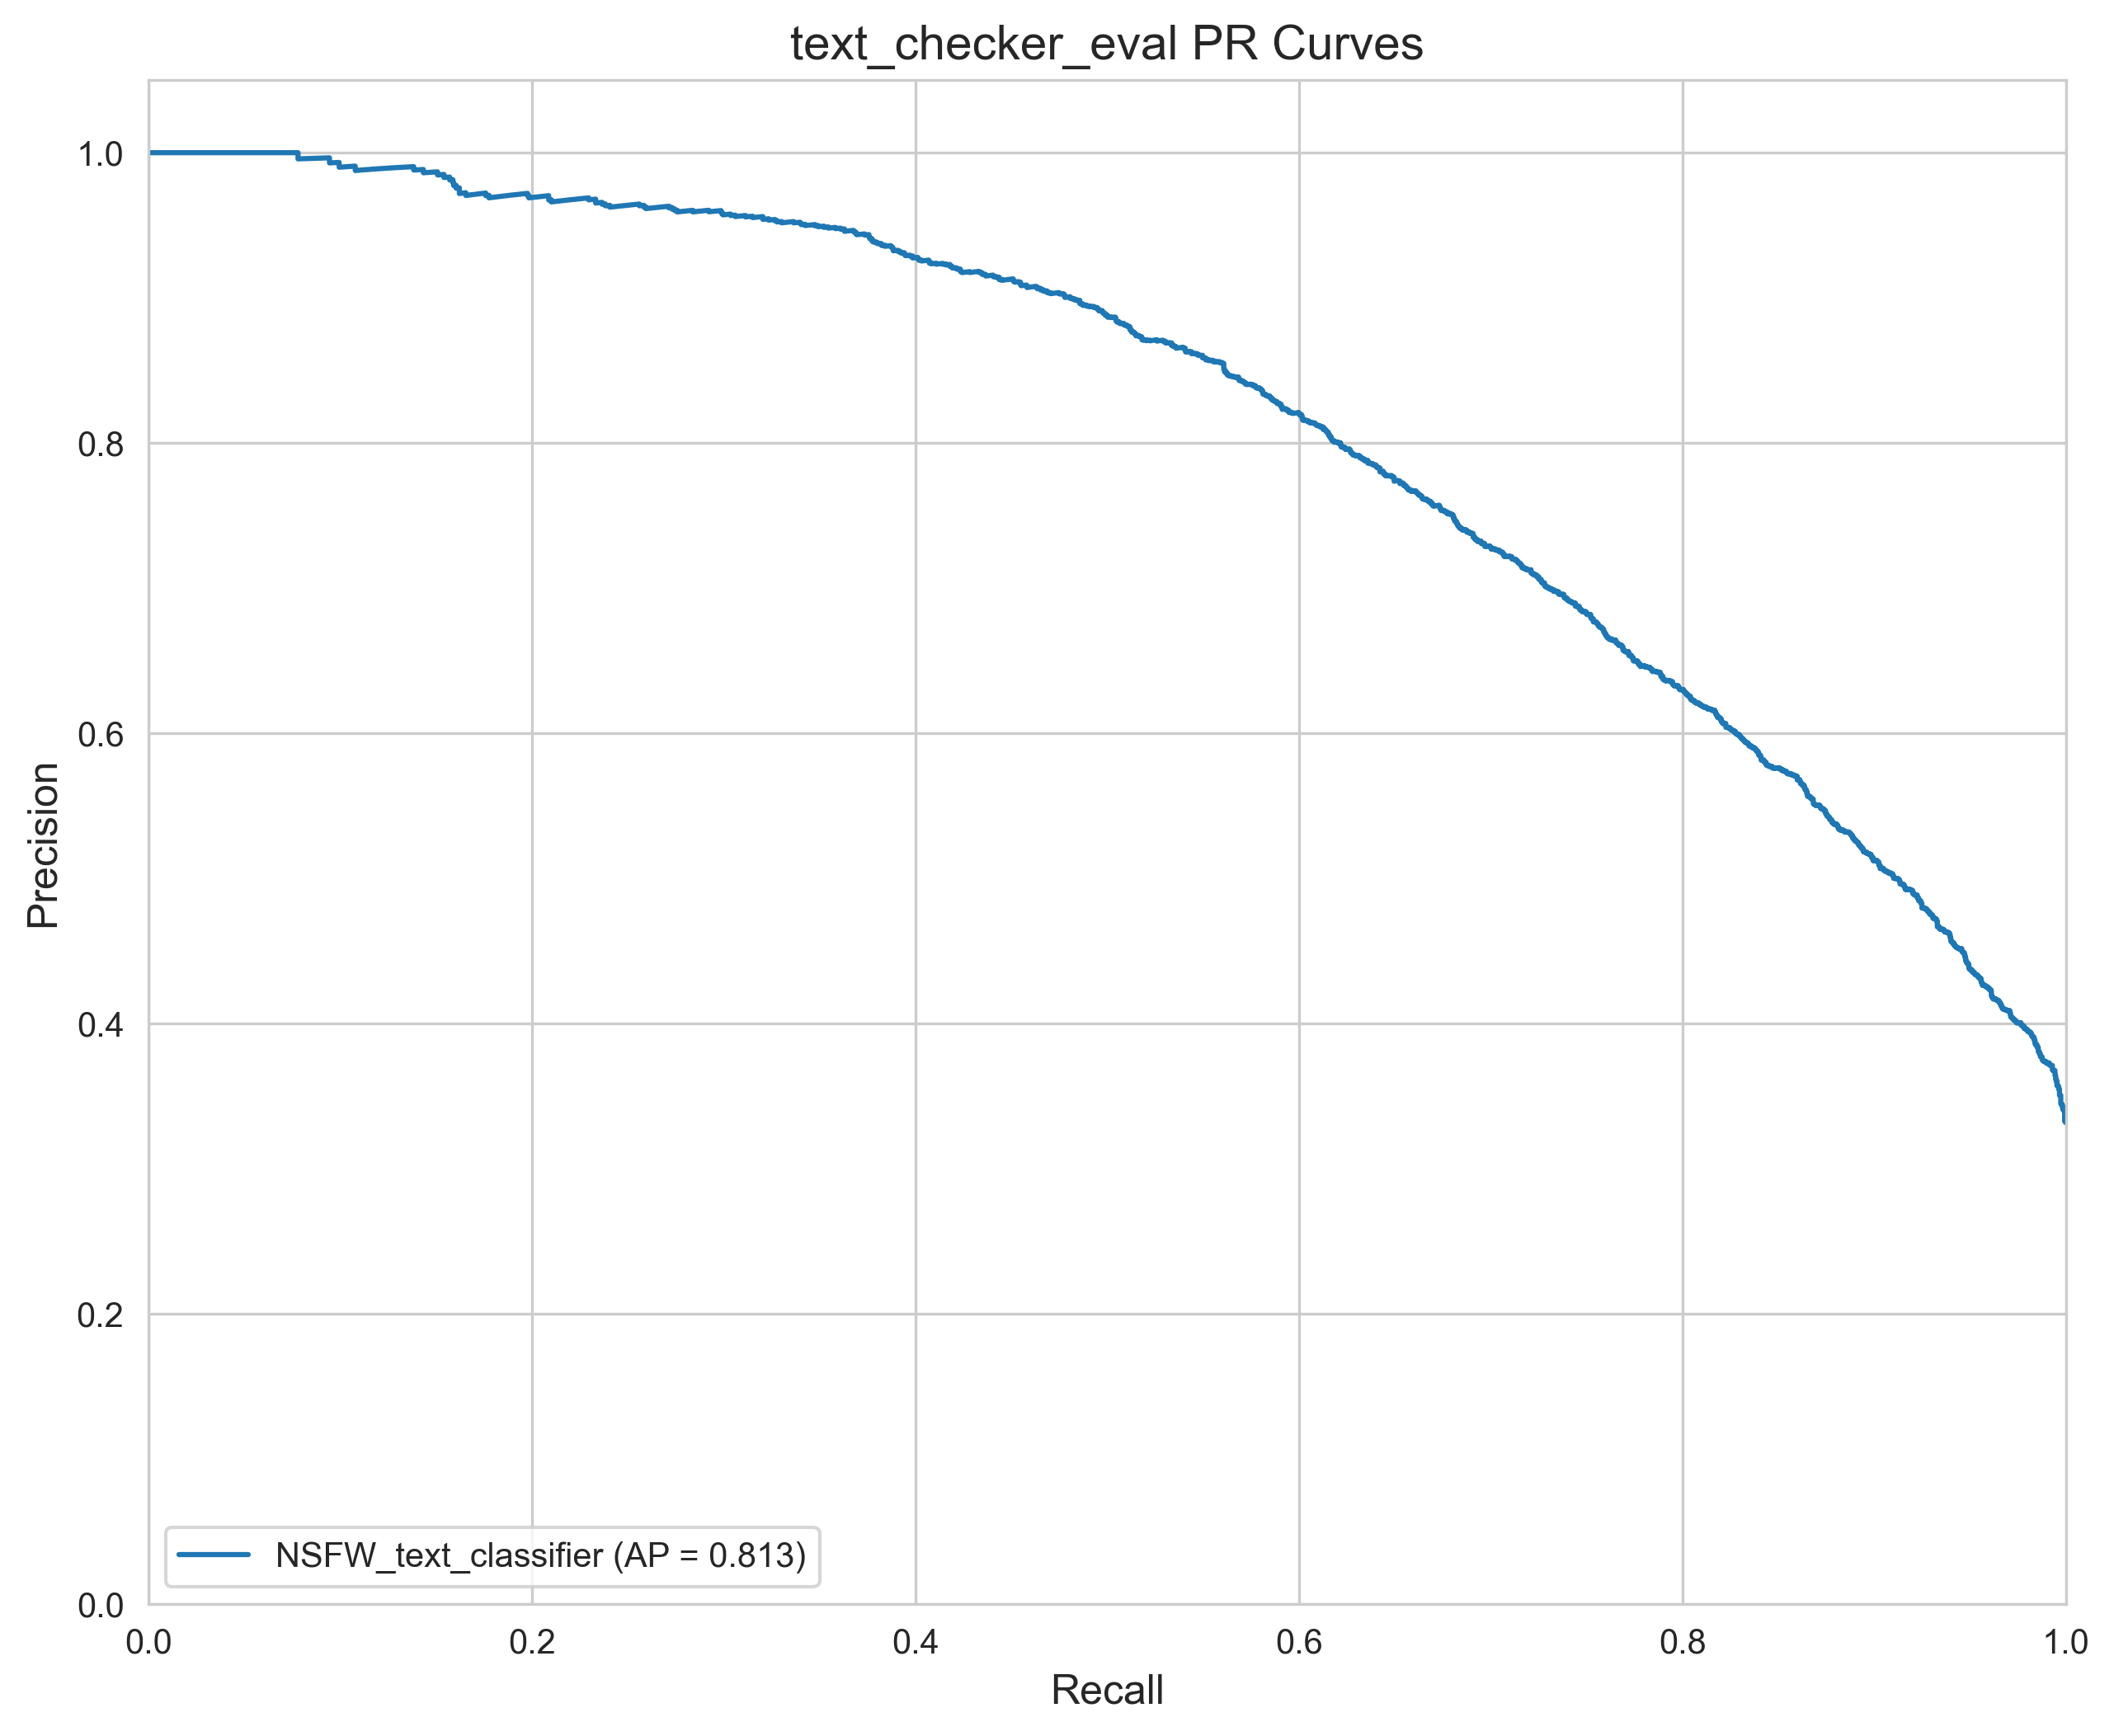 text_checker_eval PR Curves
1.0
0.8
0.6
0.4
0.2
0.0
Precision
NSFW_text_classifier (AP = 0.813)
0.0 0.2 0.4 0.6 0.8 1.0
Recall